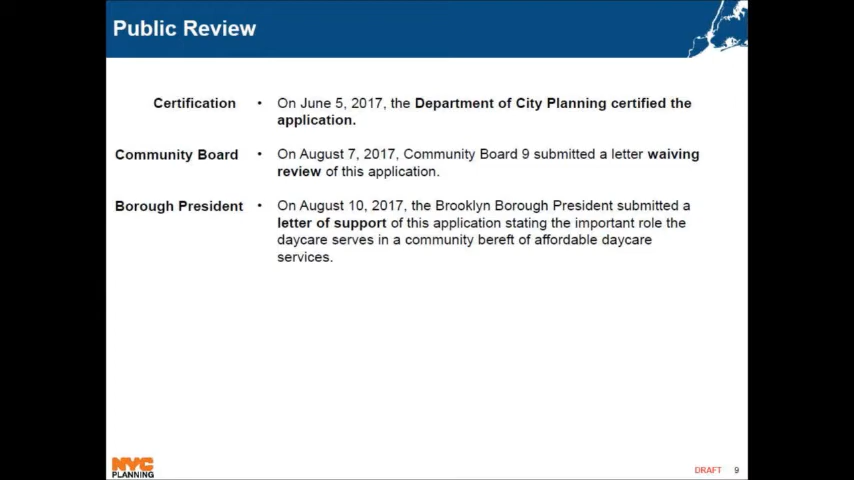 Public Review
Certification • On June 5, 2017, the Department of City Planning certified the
application.
Community Board • On August 7, 2017, Community Board 9 submitted a letter waiving
review of this application.
Borough President • On August 10, 2017, the Brooklyn Borough President submitted a
letter of support of this application stating the important role the
daycare serves in a community bereft of affordable daycare
services.
NYC
PLANNING
DRAFT 9